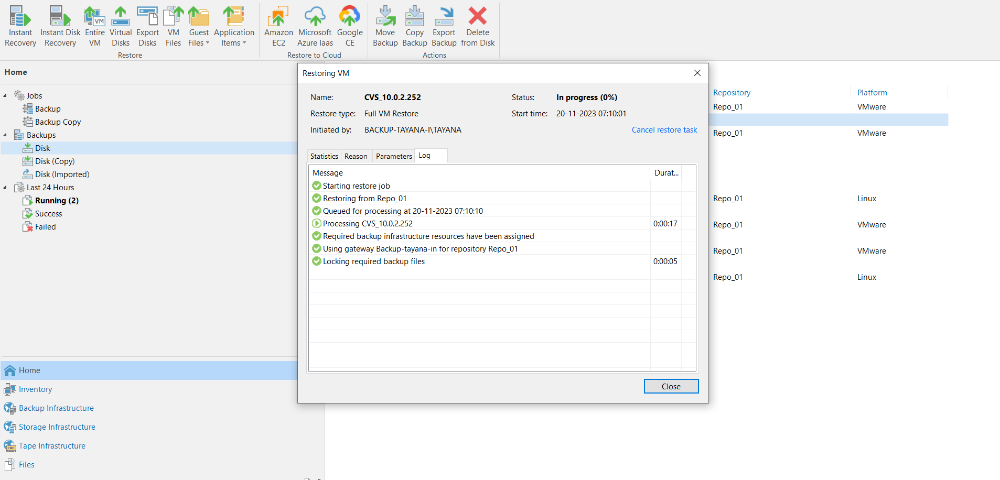 Instant Recovery
Instant Disk Recovery
Entire VM
Virtual Disks
Export Disks
VM Files
Guest Files
Application Items
Restore
Amazon EC2
Microsoft Azure Iaas
Google CE
Restore to Cloud
Move Backup
Copy Backup
Export Backup
Delete from Disk
Actions
Home
Jobs
Backup
Backup Copy
Backups
Disk
Disk (Copy)
Disk (Imported)
Last 24 Hours
Running (2)
Success
Failed
Home
Inventory
Backup Infrastructure
Storage Infrastructure
Tape Infrastructure
Files
Restoring VM
Name: CVS_10.0.2.252 Status: In progress (0%)
Restore type: Full VM Restore Start time: 20-11-2023 07:10:01
Initiated by: BACKUP-TAYANA-I\TAYANA Cancel restore task
Statistics Reason Parameters Log
Message Durat...
Starting restore job
Restoring from Repo_01
Queued for processing at 20-11-2023 07:10:10
Processing CVS_10.0.2.252 0:00:17
Required backup infrastructure resources have been assigned
Using gateway Backup-tayana-in for repository Repo_01
Locking required backup files 0:00:05
Close
Repository Platform
Repo_01 VMware
Repo_01 VMware
Repo_01 Linux
Repo_01 VMware
Repo_01 VMware
Repo_01 Linux